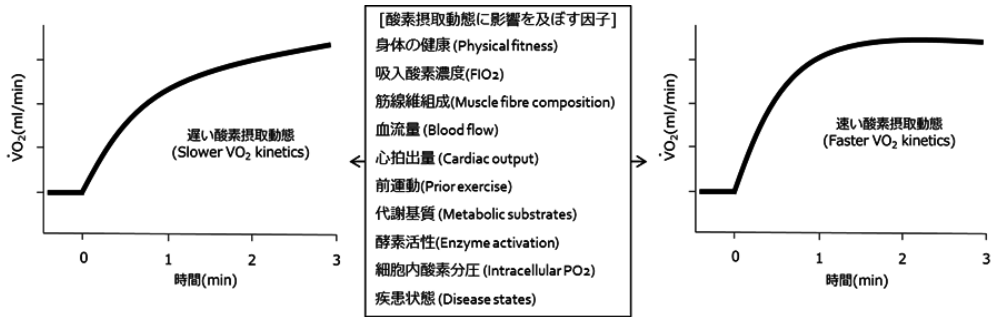 V̇O₂(ml/min)
遅い酸素摂取動態
(Slower VO₂ kinetics)
0 1 2 3
時間(min)
[酸素摂取動態に影響を及ぼす因子]
身体の健康 (Physical fitness)
吸入酸素濃度(FIO₂)
筋線維組成(Muscle fibre composition)
血流量 (Blood flow)
心拍出量 (Cardiac output)
前運動(Prior exercise)
代謝基質 (Metabolic substrates)
酵素活性(Enzyme activation)
細胞内酸素分圧 (Intracellular PO₂)
疾患状態 (Disease states)
V̇O₂(ml/min)
速い酸素摂取動態
(Faster VO₂ kinetics)
0 1 2 3
時間(min)